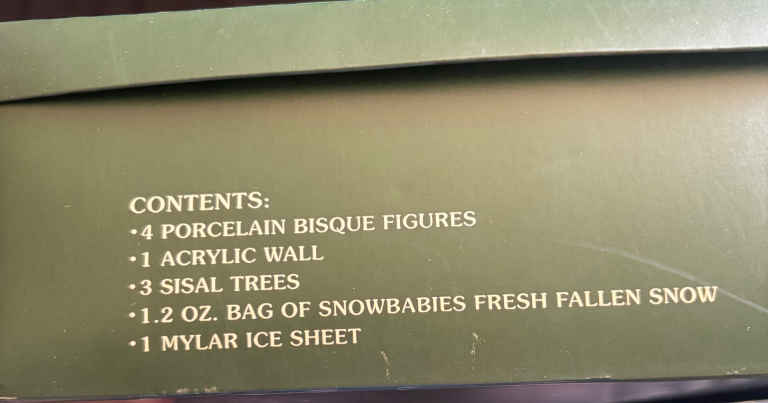 CONTENTS:
•4 PORCELAIN BISQUE FIGURES
•1 ACRYLIC WALL
•3 SISAL TREES
•1.2 OZ. BAG OF SNOWBABIES FRESH FALLEN SNOW
•1 MYLAR ICE SHEET